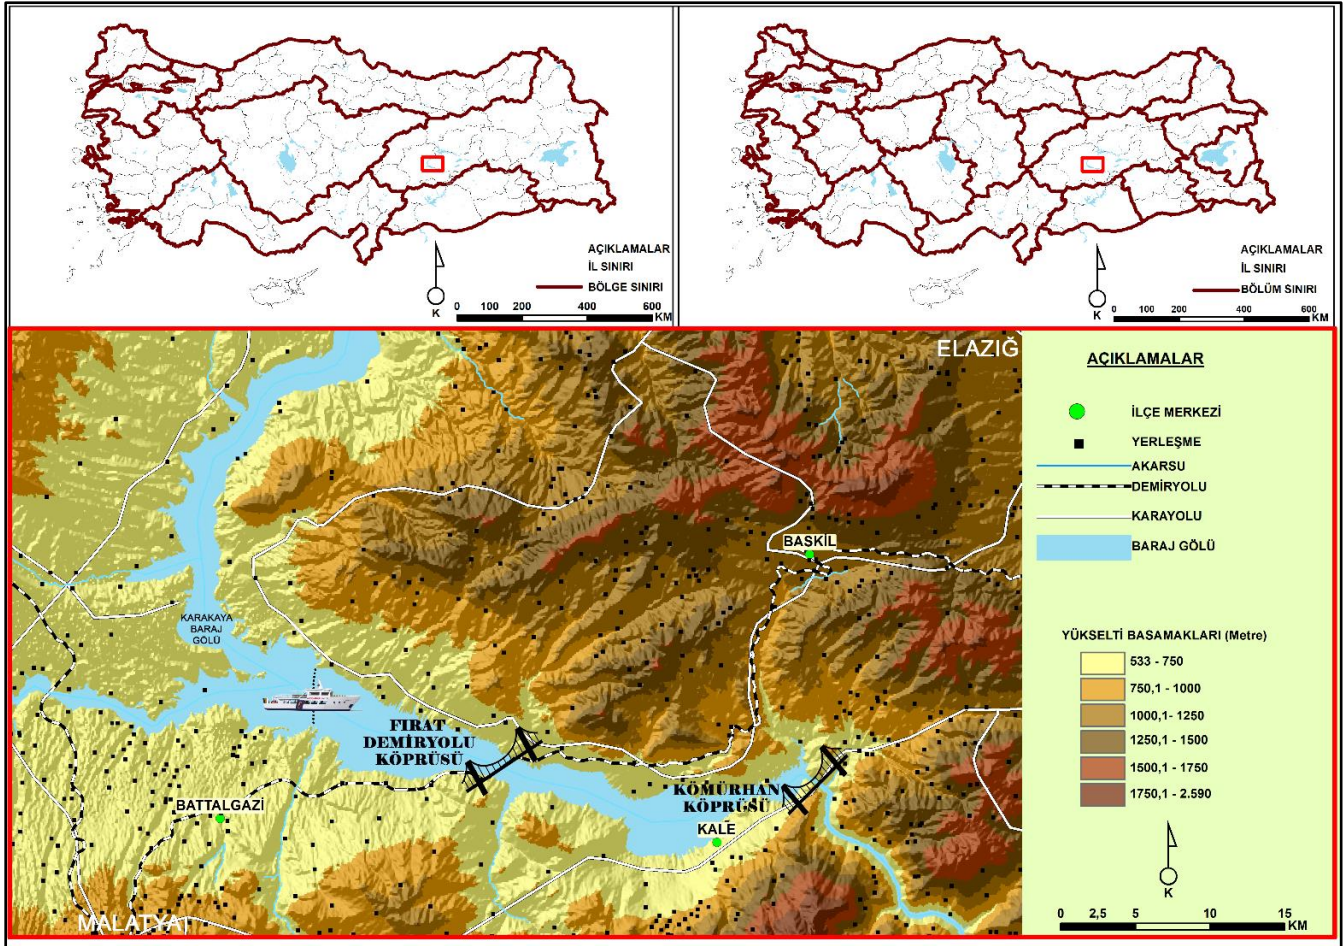 AÇIKLAMALAR
İL SINIRI
BÖLGE SINIRI
K
0 100 200 400 600
KM
AÇIKLAMALAR
İL SINIRI
BÖLÜM SINIRI
K
0 100 200 400 600
KM
ELAZIĞ
BASKİL
KARAKAYA
BARAJ
GÖLÜ
FIRAT
DEMİRYOLU
KÖPRÜSÜ
KÖMÜRHAN
KÖPRÜSÜ
BATTALGAZİ
KALE
MALATYA
AÇIKLAMALAR
İLÇE MERKEZİ
YERLEŞME
AKARSU
DEMİRYOLU
KARAYOLU
BARAJ GÖLÜ
YÜKSELTİ BASAMAKLARI (Metre)
533 - 750
750,1 - 1000
1000,1- 1250
1250,1 - 1500
1500,1 - 1750
1750,1 - 2.590
K
0 2,5 5 10 15
KM